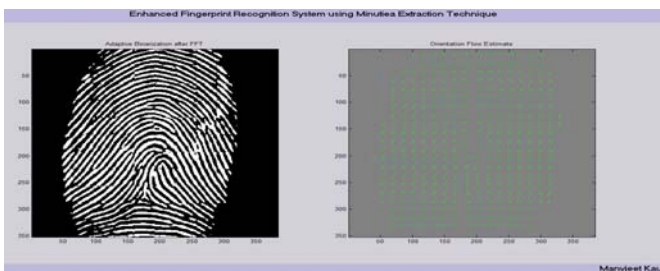 Enhanced Fingerprint Recognition System using Minutiea Extraction Technique
Adaptive Binarization after FFT
Orientation Flow Estimate
50
100
150
200
250
300
350
50 100 150 200 250 300 350
50
100
150
200
250
300
350
50 100 150 200 250 300 350
Manvjeet Kau